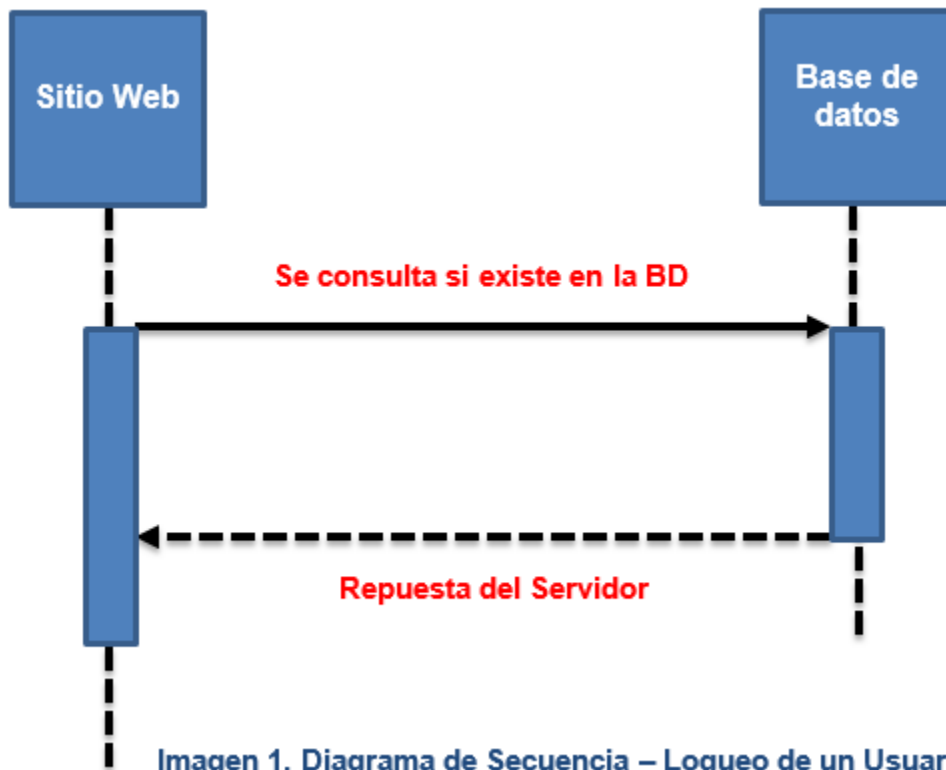 Sitio Web
Base de
datos
Se consulta si existe en la BD
Repuesta del Servidor
Imagen 1. Diagrama de Secuencia – Logueo de un Usuar